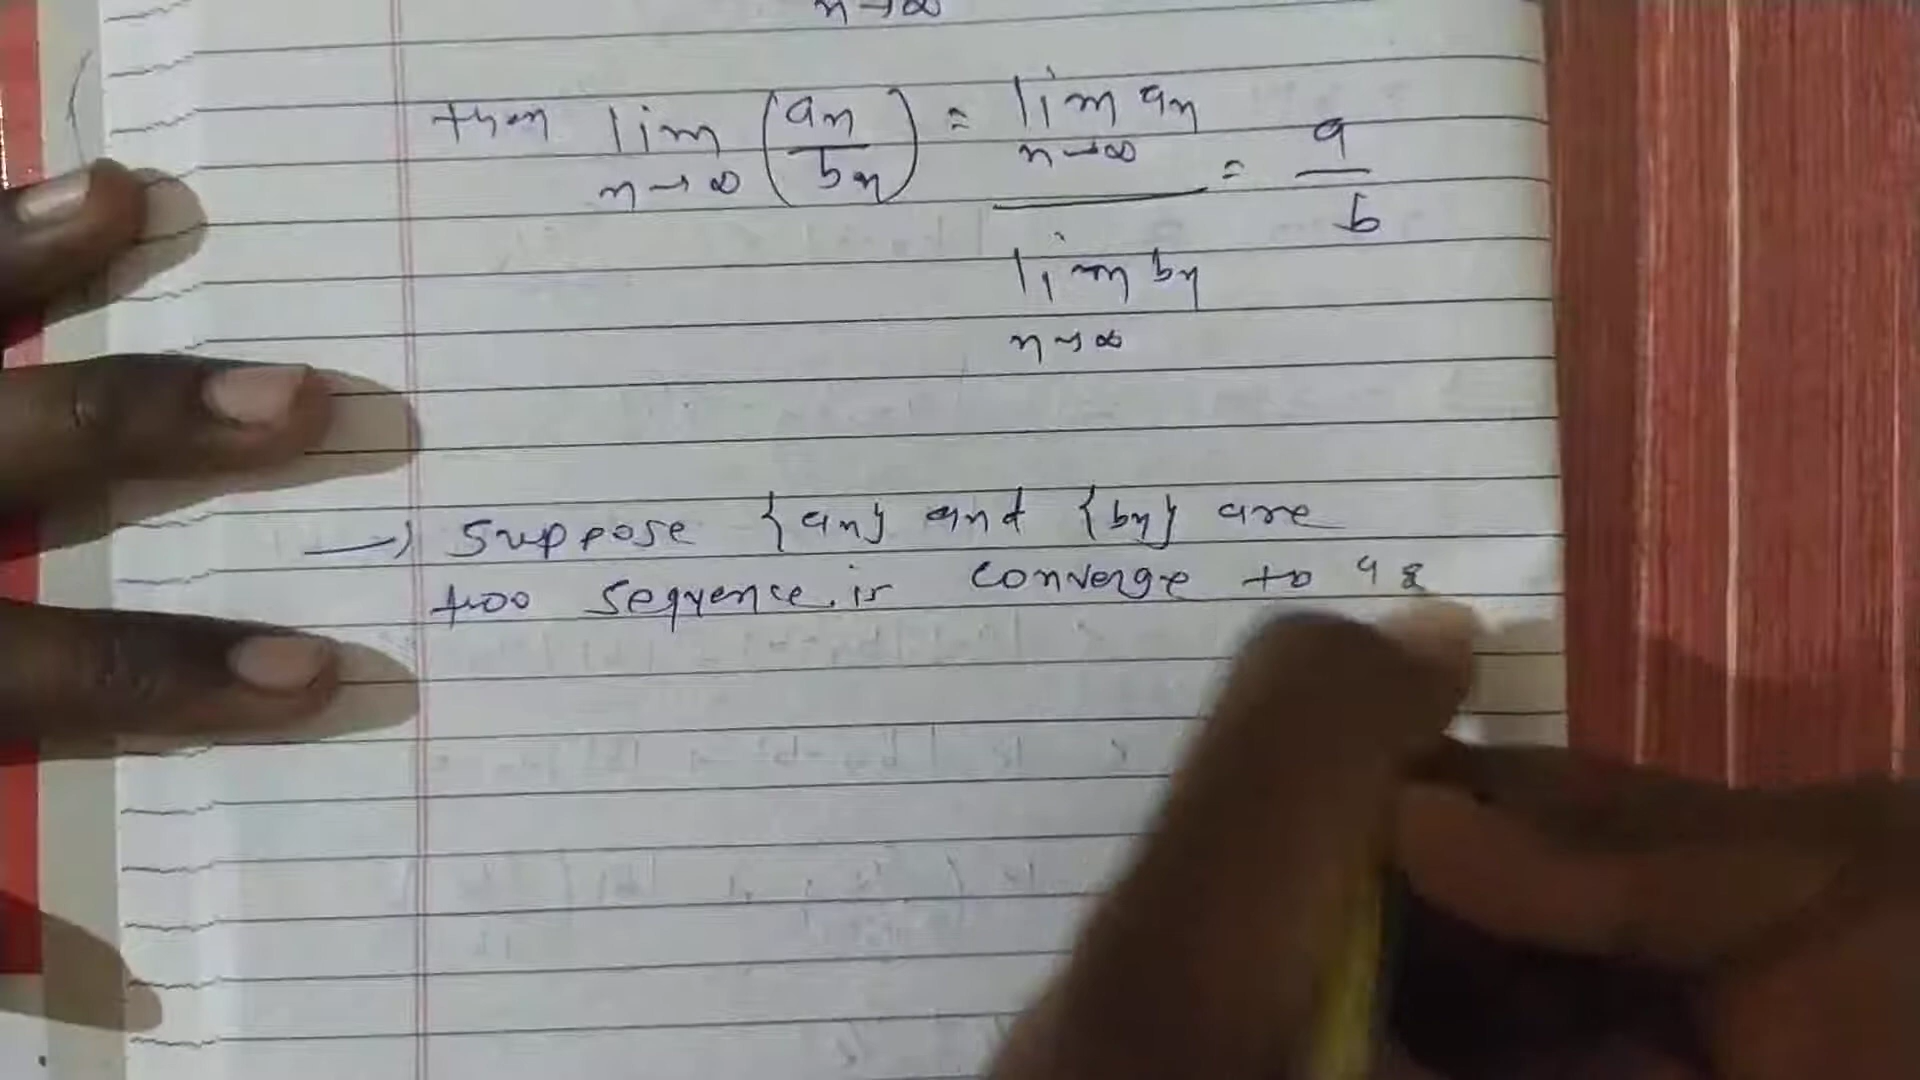 n→∞
then lim (an/bn) = lim an = a/b
n→∞ n→∞
lim bn
n→∞
→ Suppose {an} and {bn} are
two sequence is converge to a &